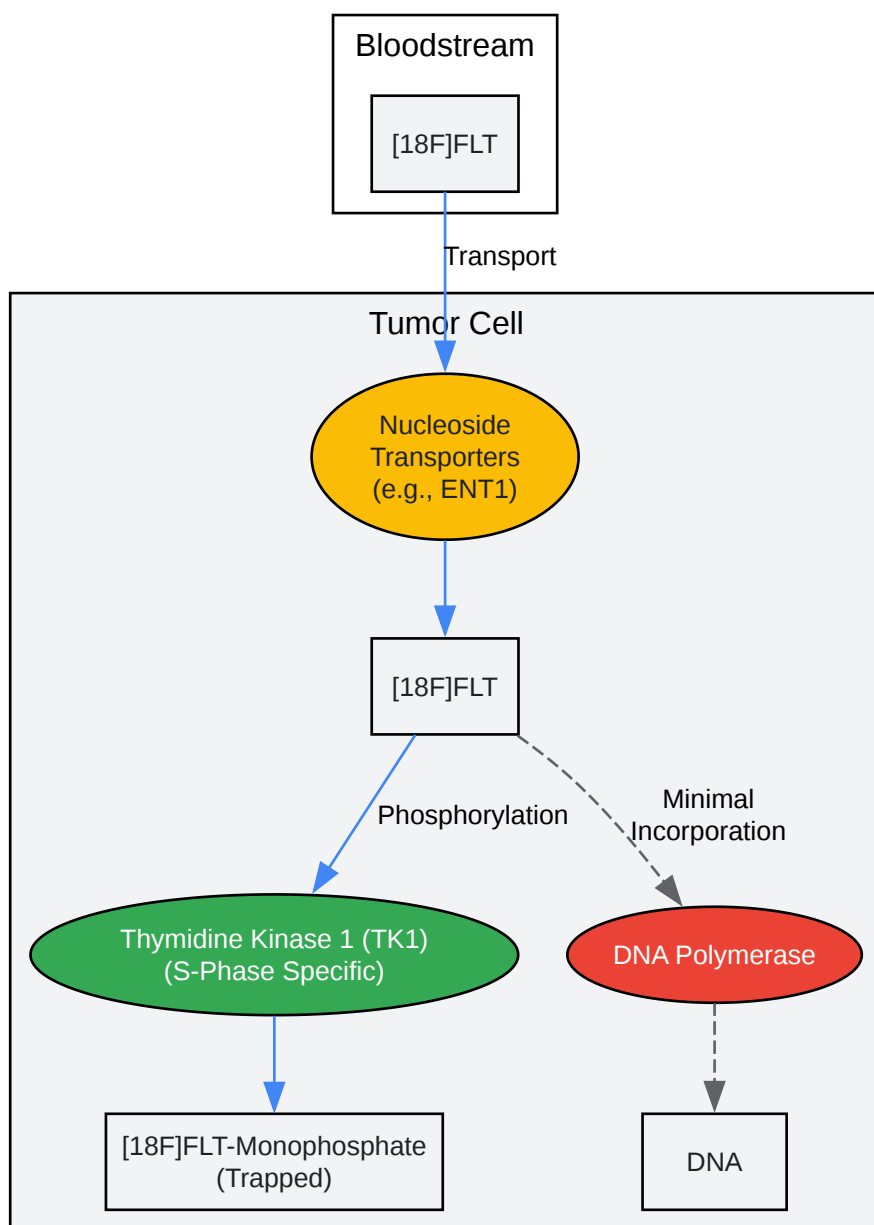 Bloodstream
[18F]FLT
Transport
Tumor Cell
Nucleoside
Transporters
(e.g., ENT1)
[18F]FLT
Phosphorylation
Minimal
Incorporation
Thymidine Kinase 1 (TK1)
(S-Phase Specific)
DNA Polymerase
[18F]FLT-Monophosphate
(Trapped)
DNA